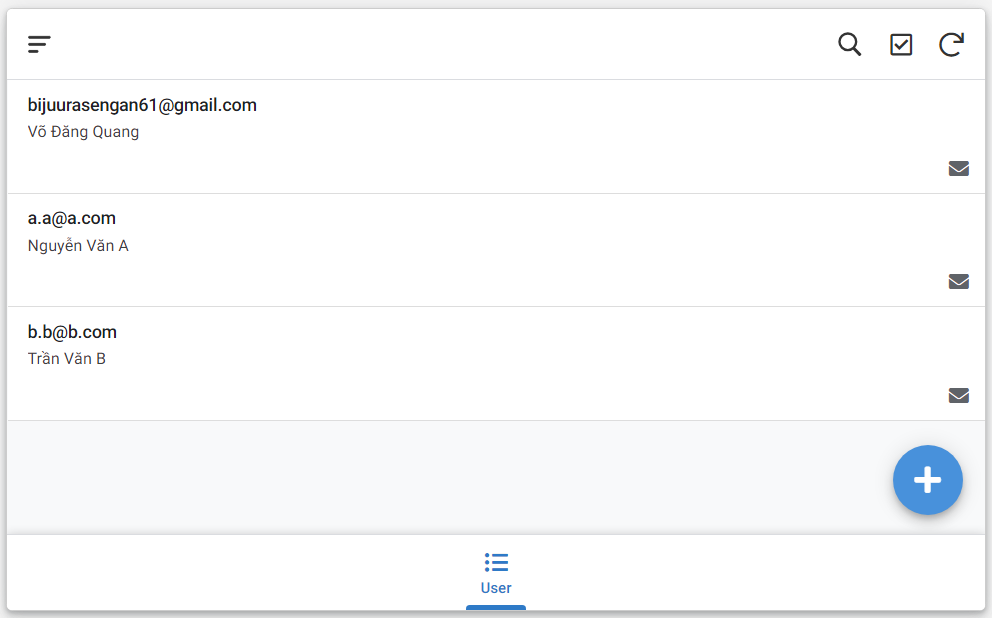 bijuurasengan61@gmail.com
Võ Đăng Quang
a.a@a.com
Nguyễn Văn A
b.b@b.com
Trần Văn B
User